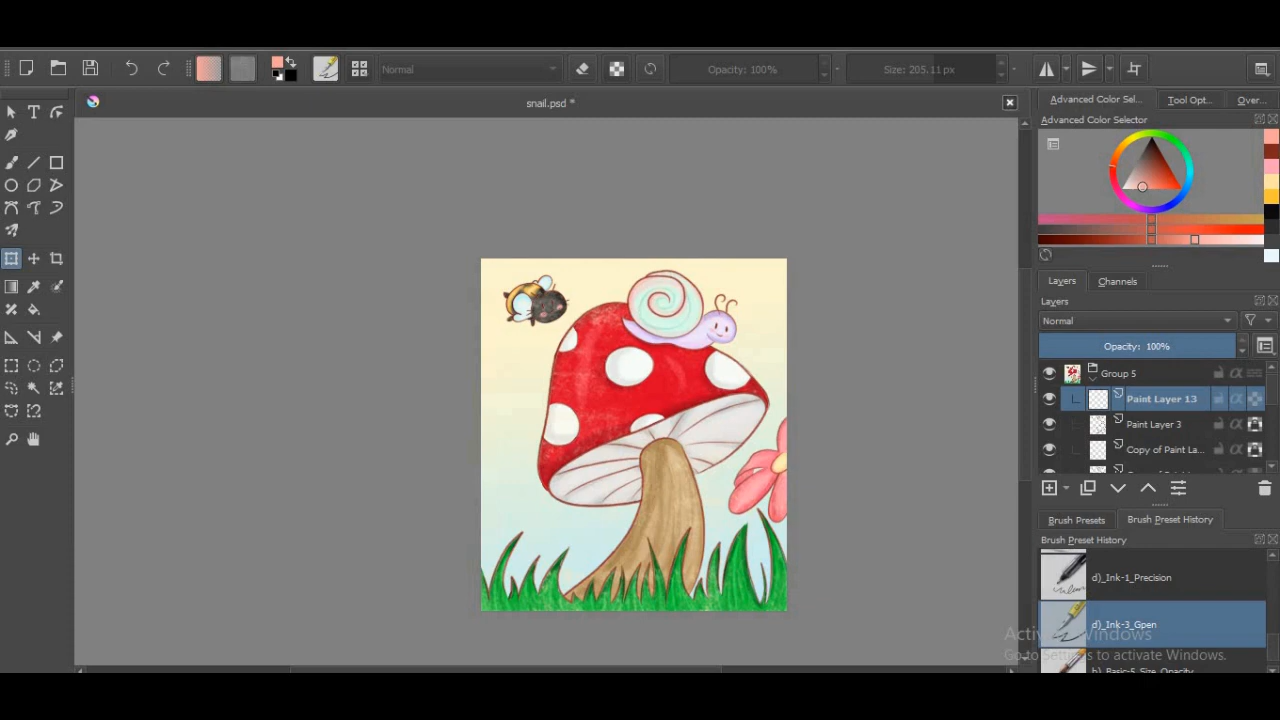 Normal
Opacity: 100%
Size: 205.11 px
snail.psd *
Advanced Color Sel...
Tool Opt...
Over...
Advanced Color Selector
Layers
Channels
Layers
Normal
Opacity: 100%
Group 5
Paint Layer 13
Paint Layer 3
Copy of Paint La...
Brush Presets
Brush Preset History
Brush Preset History
d)_Ink-1_Precision
d)_Ink-3_Gpen
Activate Windows
Go to Settings to activate Windows.
b)_Basic-5_Size_Opacity